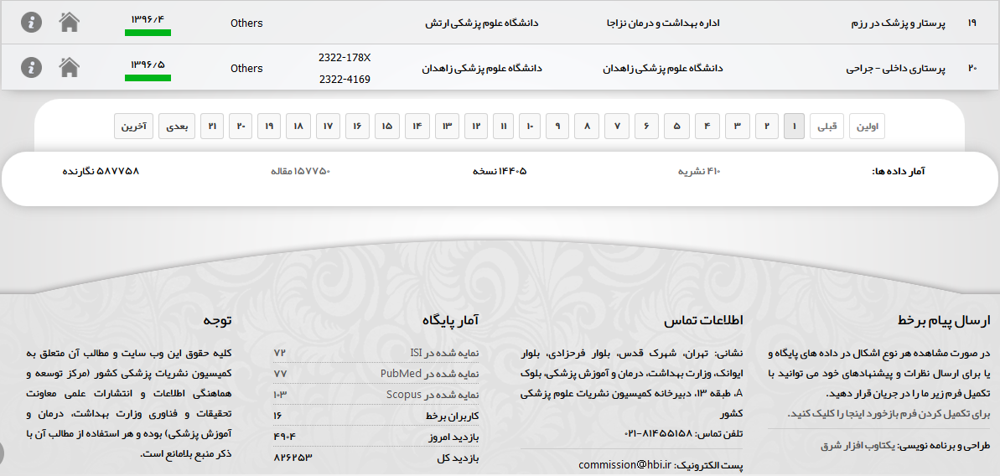 ۱۹ پرستار و پزشک در رزم اداره بهداشت و درمان نزاجا دانشگاه علوم پزشکی ارتش Others ۱۳۹۶/۴
۲۰ پرستاری داخلی - جراحی دانشگاه علوم پزشکی زاهدان دانشگاه علوم پزشکی زاهدان 2322-178X Others ۱۳۹۶/۵
2322-4169
اولین قبلی ۱ ۲ ۳ ۴ ۵ ۶ ۷ ۸ ۹ ۱۰ ۱۱ ۱۲ ۱۳ ۱۴ ۱۵ ۱۶ ۱۷ ۱۸ ۱۹ ۲۰ ۲۱ بعدی آخرین
آمار داده ها: ۴۱۰ نشریه ۱۴۴۰۵ نسخه ۱۵۷۷۵۰ مقاله ۵۸۷۷۵۸ نگارنده
ارسال پیام برخط
در صورت مشاهده هر نوع اشکال در داده های پایگاه و
یا برای ارسال نظرات و پیشنهادهای خود می توانید با
تکمیل فرم زیر ما را در جریان قرار دهید.
برای تکمیل کردن فرم بازخورد اینجا را کلیک کنید.
طراحی و برنامه نویسی: یکتاوب افزار شرق
اطلاعات تماس
نشانی: تهران، شهرک قدس، بلوار فرحزادی، بلوار
ایوانک، وزارت بهداشت، درمان و آموزش پزشکی، بلوک
A، طبقه ۱۳، دبیرخانه کمیسیون نشریات علوم پزشکی
کشور
تلفن تماس: ۸۱۴۵۵۱۵۸-۰۲۱
پست الکترونیک: commission@hbi.ir
آمار پایگاه
نمایه شده در ISI ۷۲
نمایه شده در PubMed ۷۷
نمایه شده در Scopus ۱۰۳
کاربران برخط ۱۶
بازدید امروز ۴۹۰۴
بازدید کل ۸۲۶۲۵۳
توجه
کلیه حقوق این وب سایت و مطالب آن متعلق به
کمیسیون نشریات پزشکی کشور (مرکز توسعه و
هماهنگی اطلاعات و انتشارات علمی معاونت
تحقیقات و فناوری وزارت بهداشت، درمان و
آموزش پزشکی) بوده و هر استفاده از مطالب آن با
ذکر منبع بلامانع است.